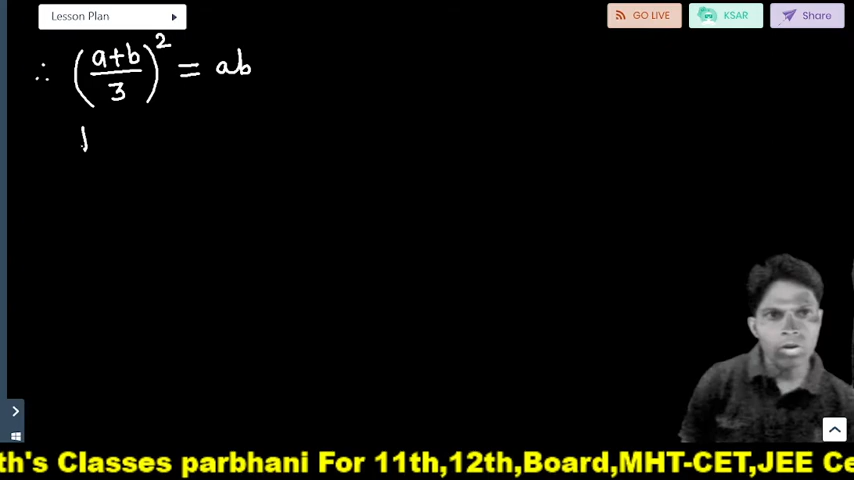 Lesson Plan
GO LIVE
KSAR
Share
∴ (a+b/3)² = ab
th's Classes parbhani For 11th,12th,Board,MHT-CET,JEE Ce